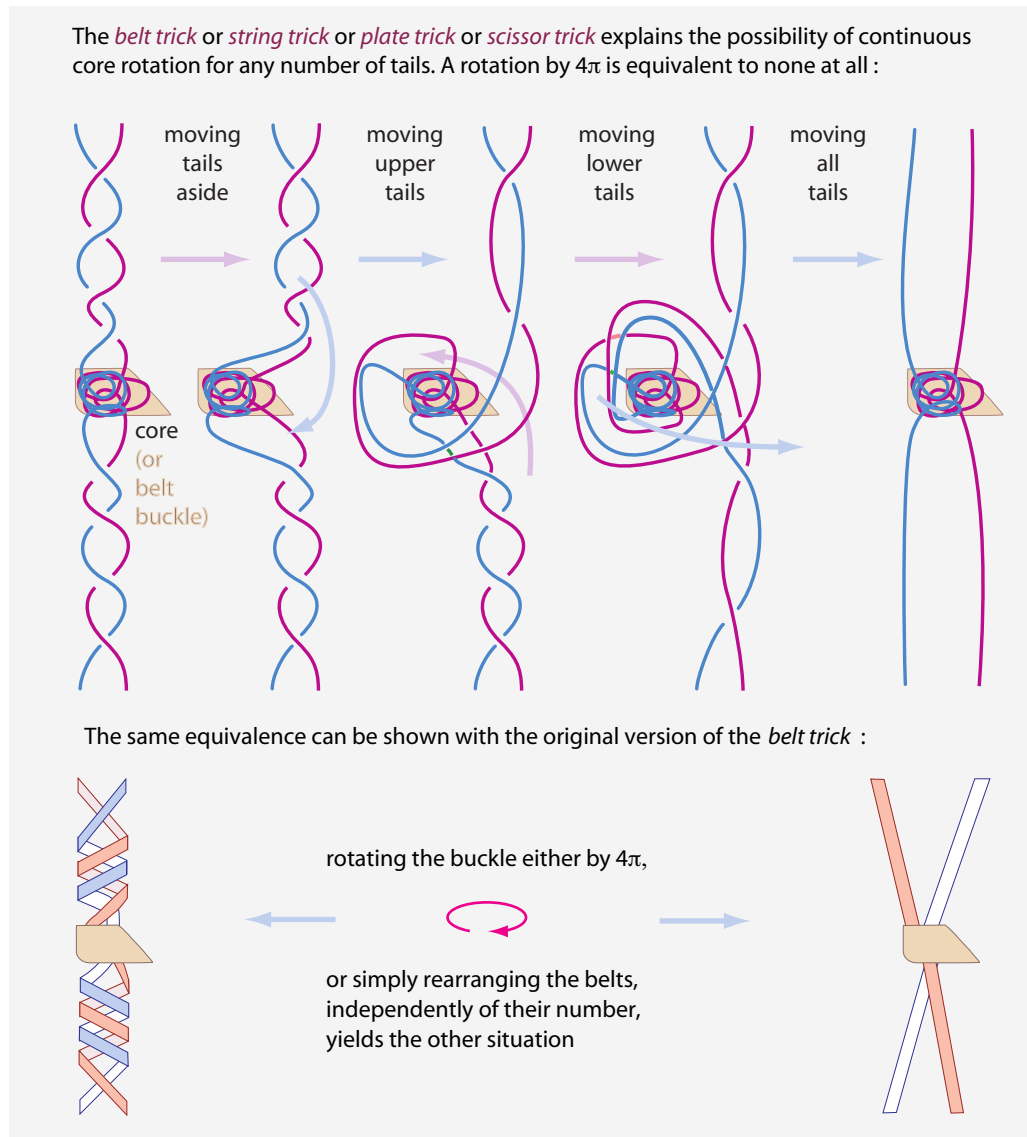 The belt trick or string trick or plate trick or scissor trick explains the possibility of continuous
core rotation for any number of tails. A rotation by 4π is equivalent to none at all :
moving
tails
aside
moving
upper
tails
moving
lower
tails
moving
all
tails
core
(or
belt
buckle)
The same equivalence can be shown with the original version of the belt trick :
rotating the buckle either by 4π,
or simply rearranging the belts,
independently of their number,
yields the other situation